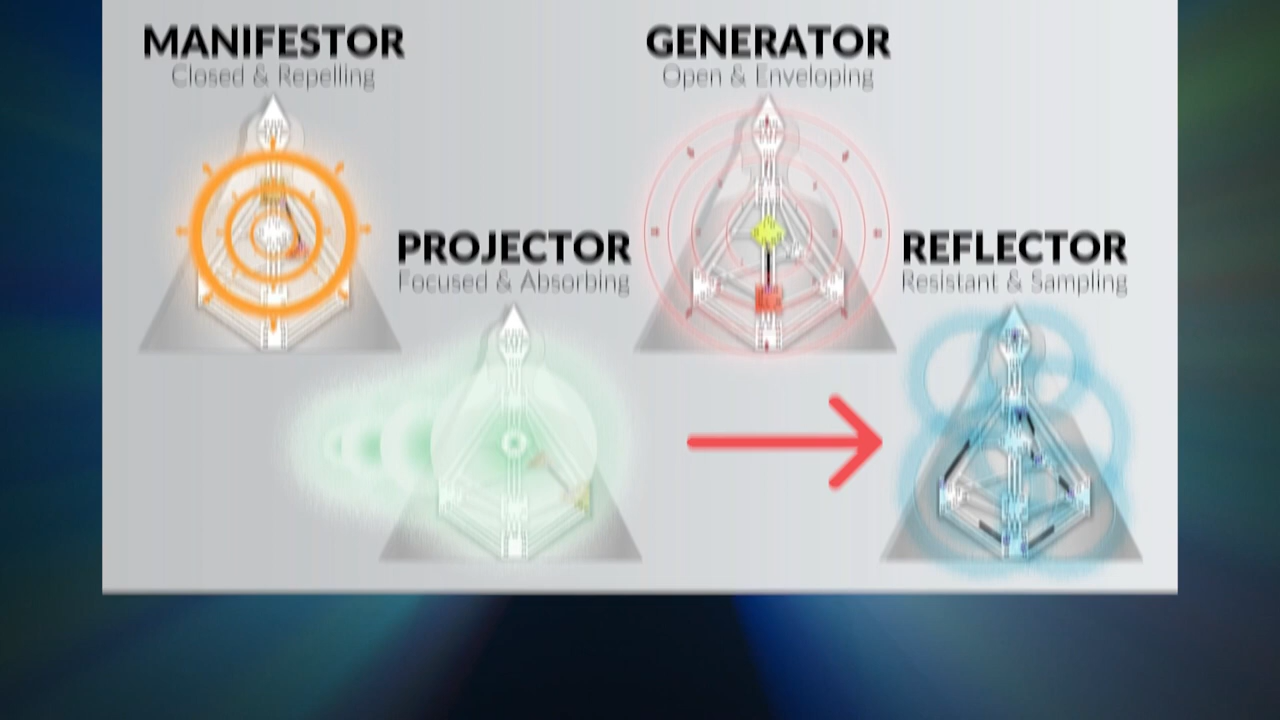 MANIFESTOR
Closed & Repelling
GENERATOR
Open & Enveloping
PROJECTOR
Focused & Absorbing
REFLECTOR
Resistant & Sampling